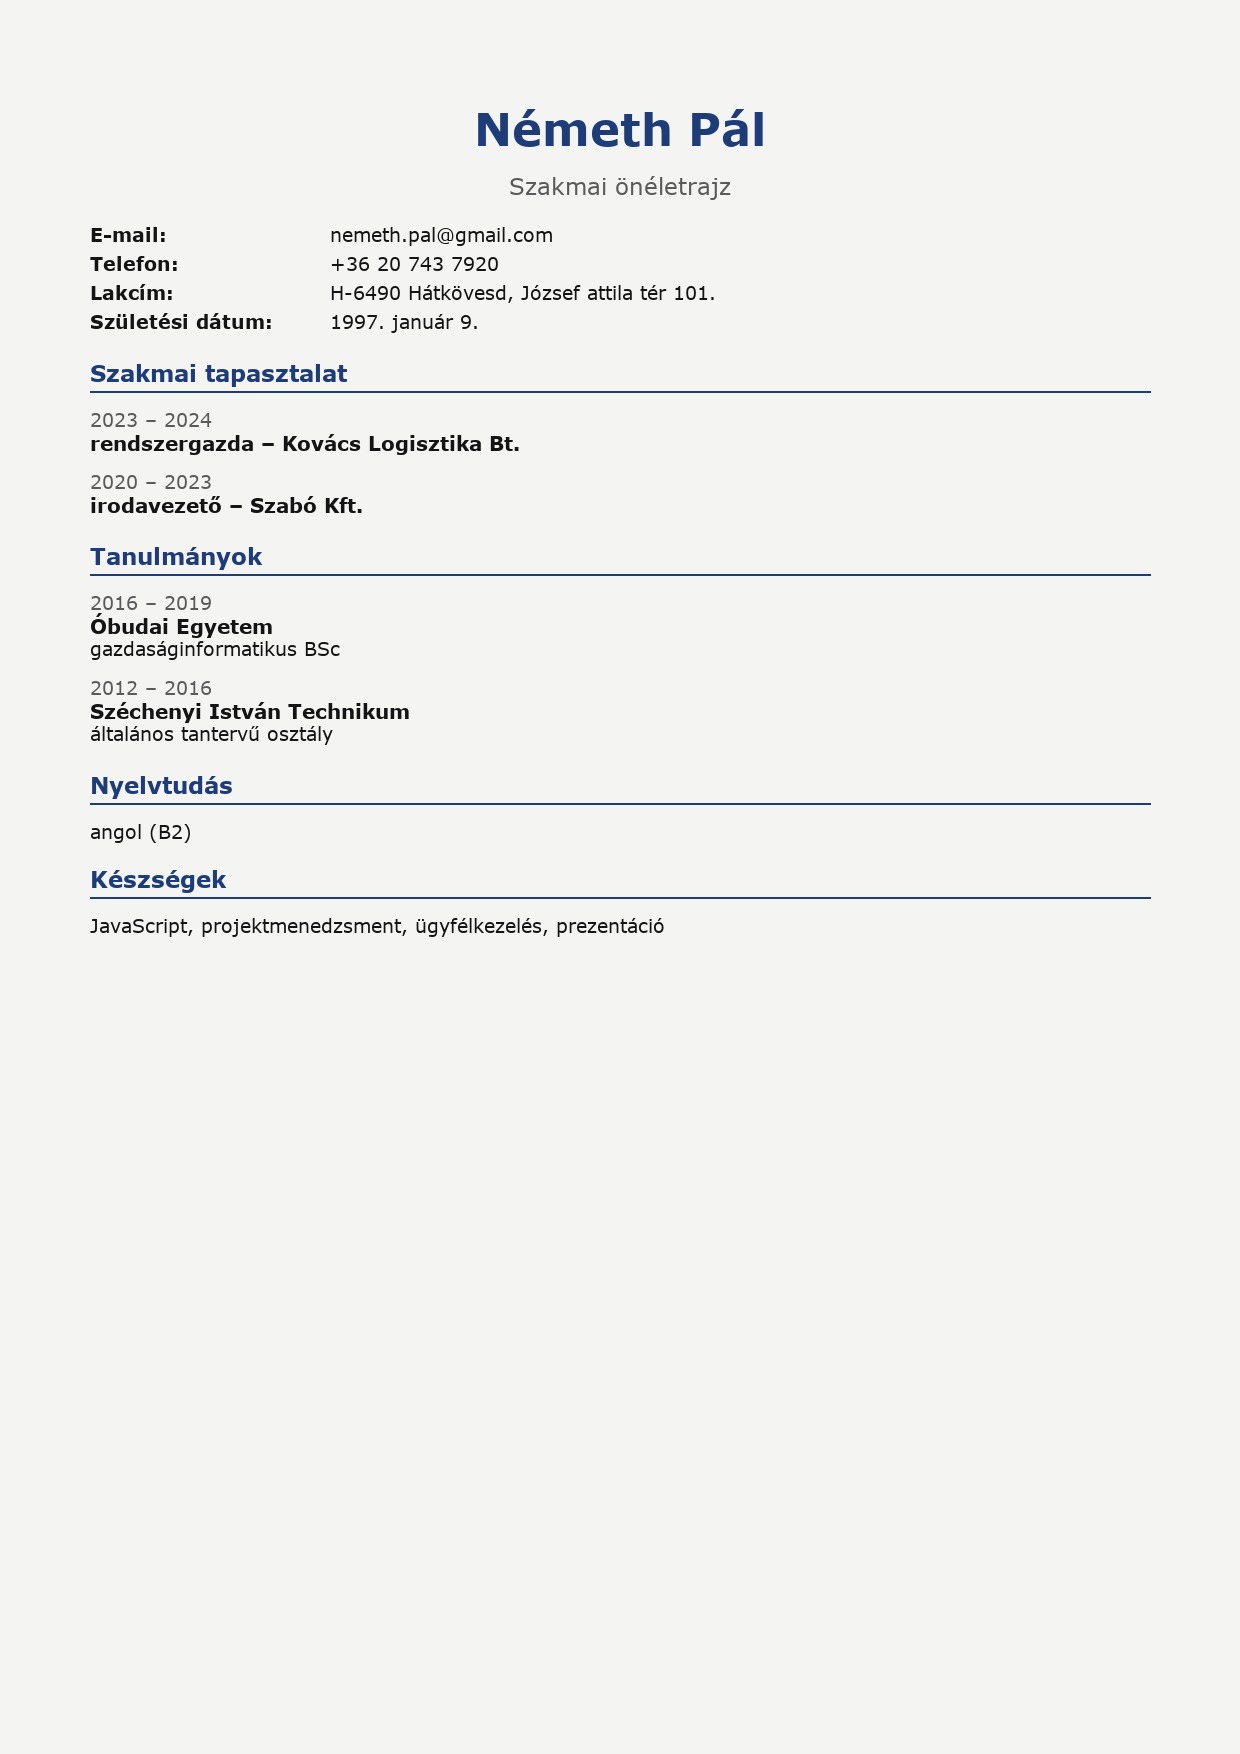 Németh Pál
Szakmai önéletrajz
E-mail: nemeth.pal@gmail.com
Telefon: +36 20 743 7920
Lakcím: H-6490 Hátkövesd, József attila tér 101.
Születési dátum: 1997. január 9.
Szakmai tapasztalat
2023 – 2024
rendszergazda – Kovács Logisztika Bt.
2020 – 2023
irodavezető – Szabó Kft.
Tanulmányok
2016 – 2019
Óbudai Egyetem
gazdaságinformatikus BSc
2012 – 2016
Széchenyi István Technikum
általános tantervű osztály
Nyelvtudás
angol (B2)
Készségek
JavaScript, projektmenedzsment, ügyfélkezelés, prezentáció